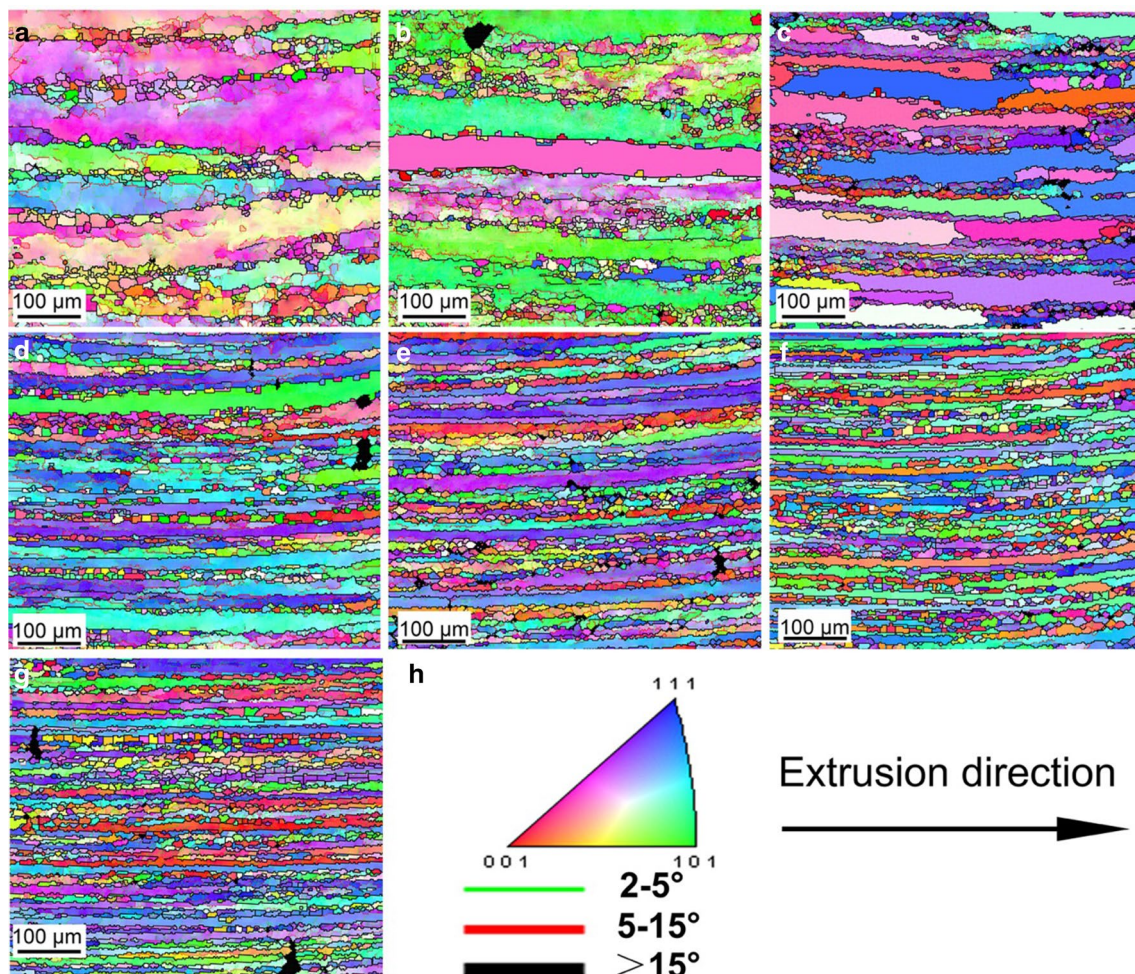 a
b
c
100 µm
100 µm
100 µm
d
e
f
100 µm
100 µm
100 µm
g
h
1 1 1
Extrusion direction
0 0 1
1 0 1
2-5°
5-15°
100 µm
>15°